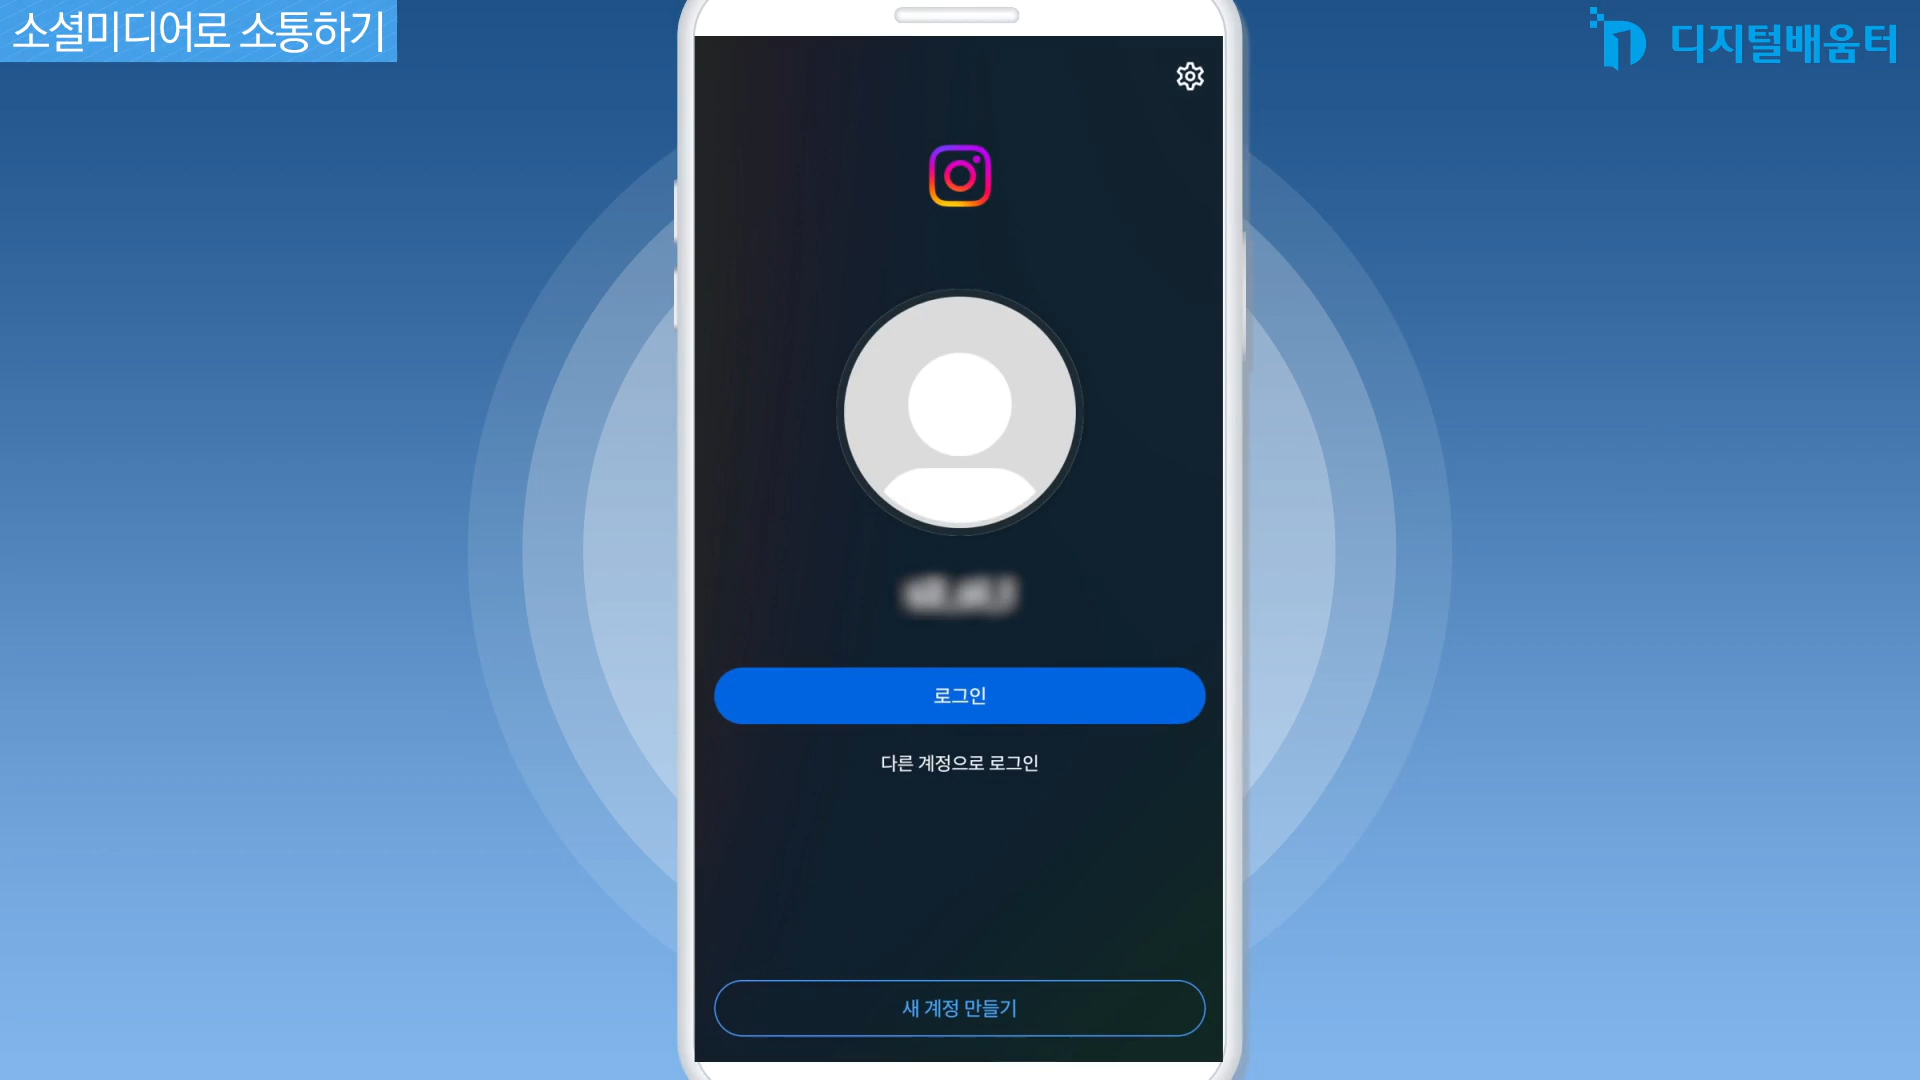 소셜미디어로 소통하기
디지털배움터
로그인
다른 계정으로 로그인
새 계정 만들기